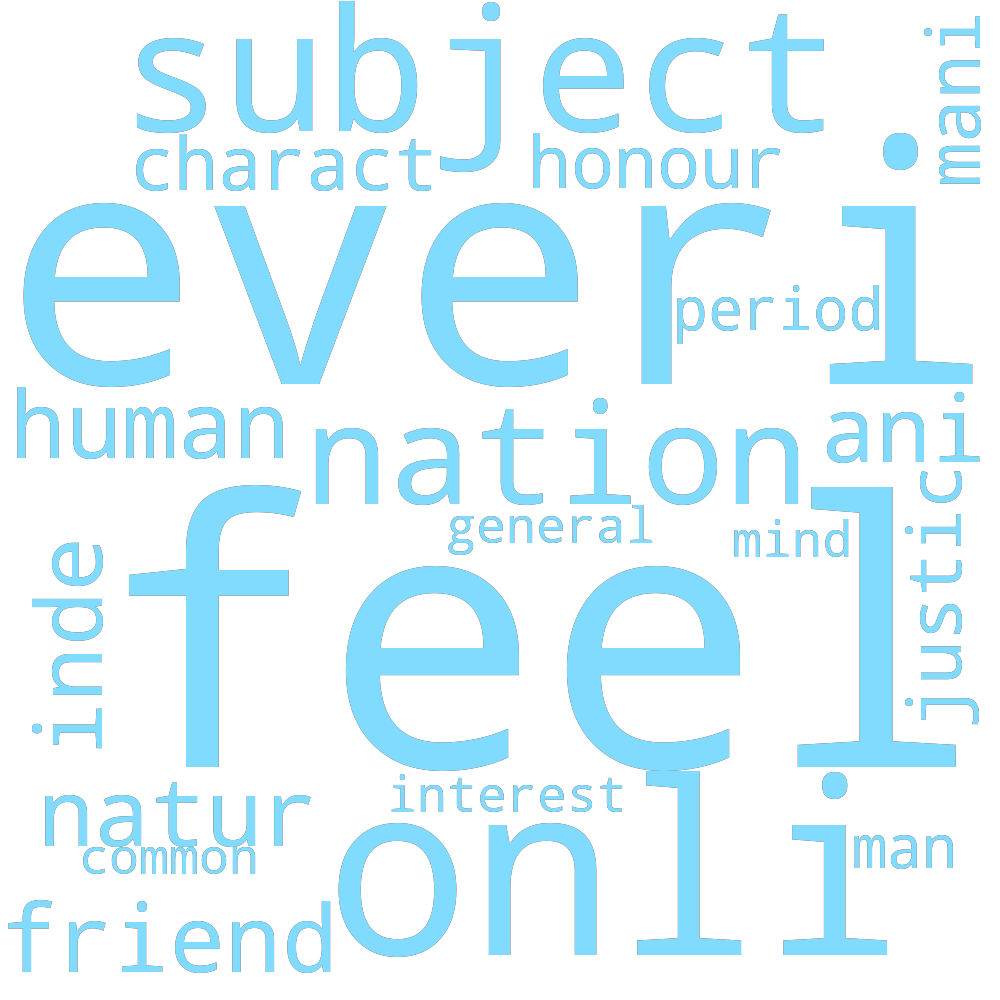 subject
mani
charact
honour
everi
period
human
nation
ani
general
mind
justici
feel
inde
natur
interest
common
onli
man
friend